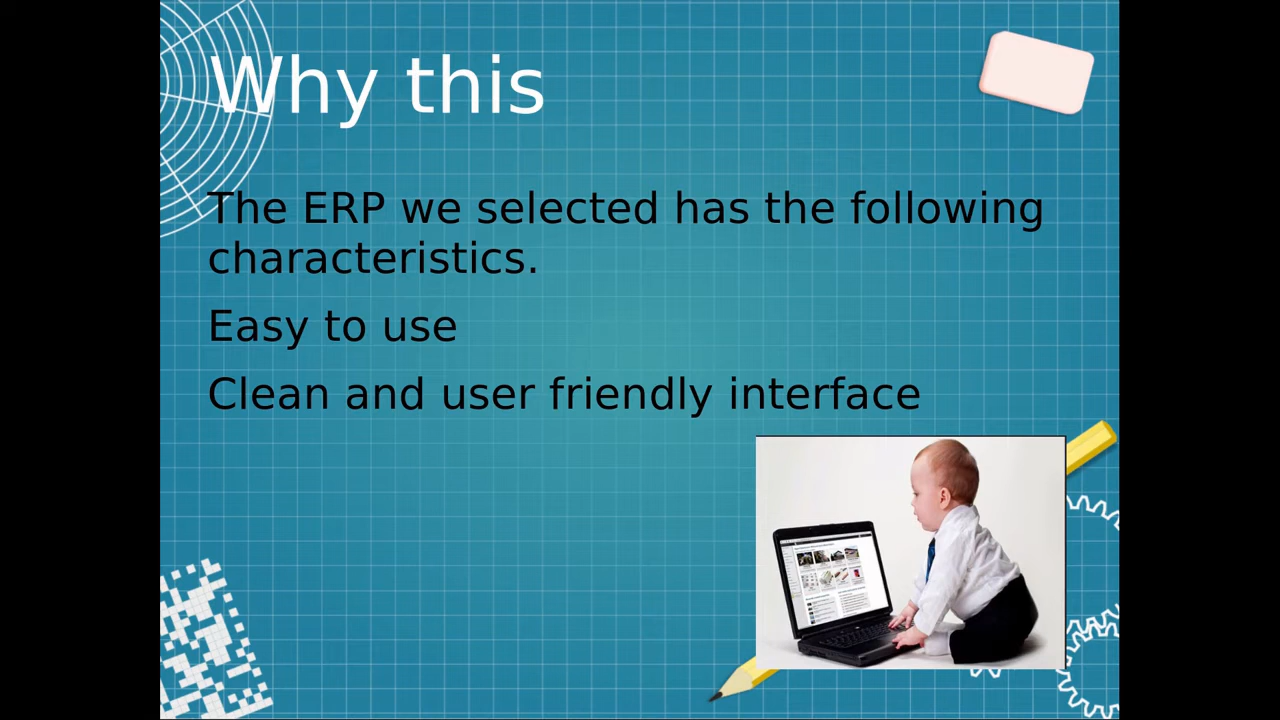 Why this
The ERP we selected has the following
characteristics.
Easy to use
Clean and user friendly interface